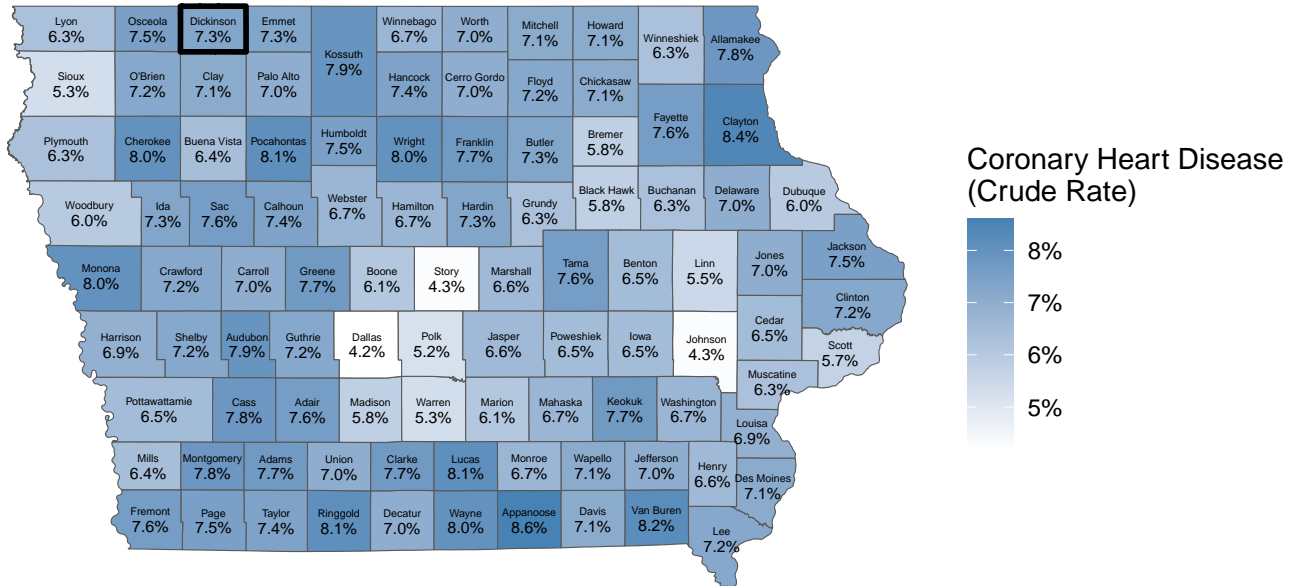 Lyon
6.3%
Osceola
7.5%
Dickinson
7.3%
Emmet
7.3%
Kossuth
7.9%
Winnebago
6.7%
Worth
7.0%
Mitchell
7.1%
Howard
7.1%
Winneshiek
6.3%
Allamakee
7.8%
Sioux
5.3%
O'Brien
7.2%
Clay
7.1%
Palo Alto
7.0%
Hancock
7.4%
Cerro Gordo
7.0%
Floyd
7.2%
Chickasaw
7.1%
Fayette
7.6%
Clayton
8.4%
Plymouth
6.3%
Cherokee
8.0%
Buena Vista
6.4%
Pocahontas
8.1%
Humboldt
7.5%
Wright
8.0%
Franklin
7.7%
Butler
7.3%
Bremer
5.8%
Woodbury
6.0%
Ida
7.3%
Sac
7.6%
Calhoun
7.4%
Webster
6.7%
Hamilton
6.7%
Hardin
7.3%
Grundy
6.3%
Black Hawk
5.8%
Buchanan
6.3%
Delaware
7.0%
Dubuque
6.0%
Monona
8.0%
Crawford
7.2%
Carroll
7.0%
Greene
7.7%
Boone
6.1%
Story
4.3%
Marshall
6.6%
Tama
7.6%
Benton
6.5%
Linn
5.5%
Jones
7.0%
Jackson
7.5%
Clinton
7.2%
Harrison
6.9%
Shelby
7.2%
Audubon
7.9%
Guthrie
7.2%
Dallas
4.2%
Polk
5.2%
Jasper
6.6%
Poweshiek
6.5%
Iowa
6.5%
Johnson
4.3%
Cedar
6.5%
Scott
5.7%
Muscatine
6.3%
Pottawattamie
6.5%
Cass
7.8%
Adair
7.6%
Madison
5.8%
Warren
5.3%
Marion
6.1%
Mahaska
6.7%
Keokuk
7.7%
Washington
6.7%
Louisa
6.9%
Mills
6.4%
Montgomery
7.8%
Adams
7.7%
Union
7.0%
Clarke
7.7%
Lucas
8.1%
Monroe
6.7%
Wapello
7.1%
Jefferson
7.0%
Henry
6.6%
Des Moines
7.1%
Fremont
7.6%
Page
7.5%
Taylor
7.4%
Ringgold
8.1%
Decatur
7.0%
Wayne
8.0%
Appanoose
8.6%
Davis
7.1%
Van Buren
8.2%
Lee
7.2%
Coronary Heart Disease
(Crude Rate)
8%
7%
6%
5%